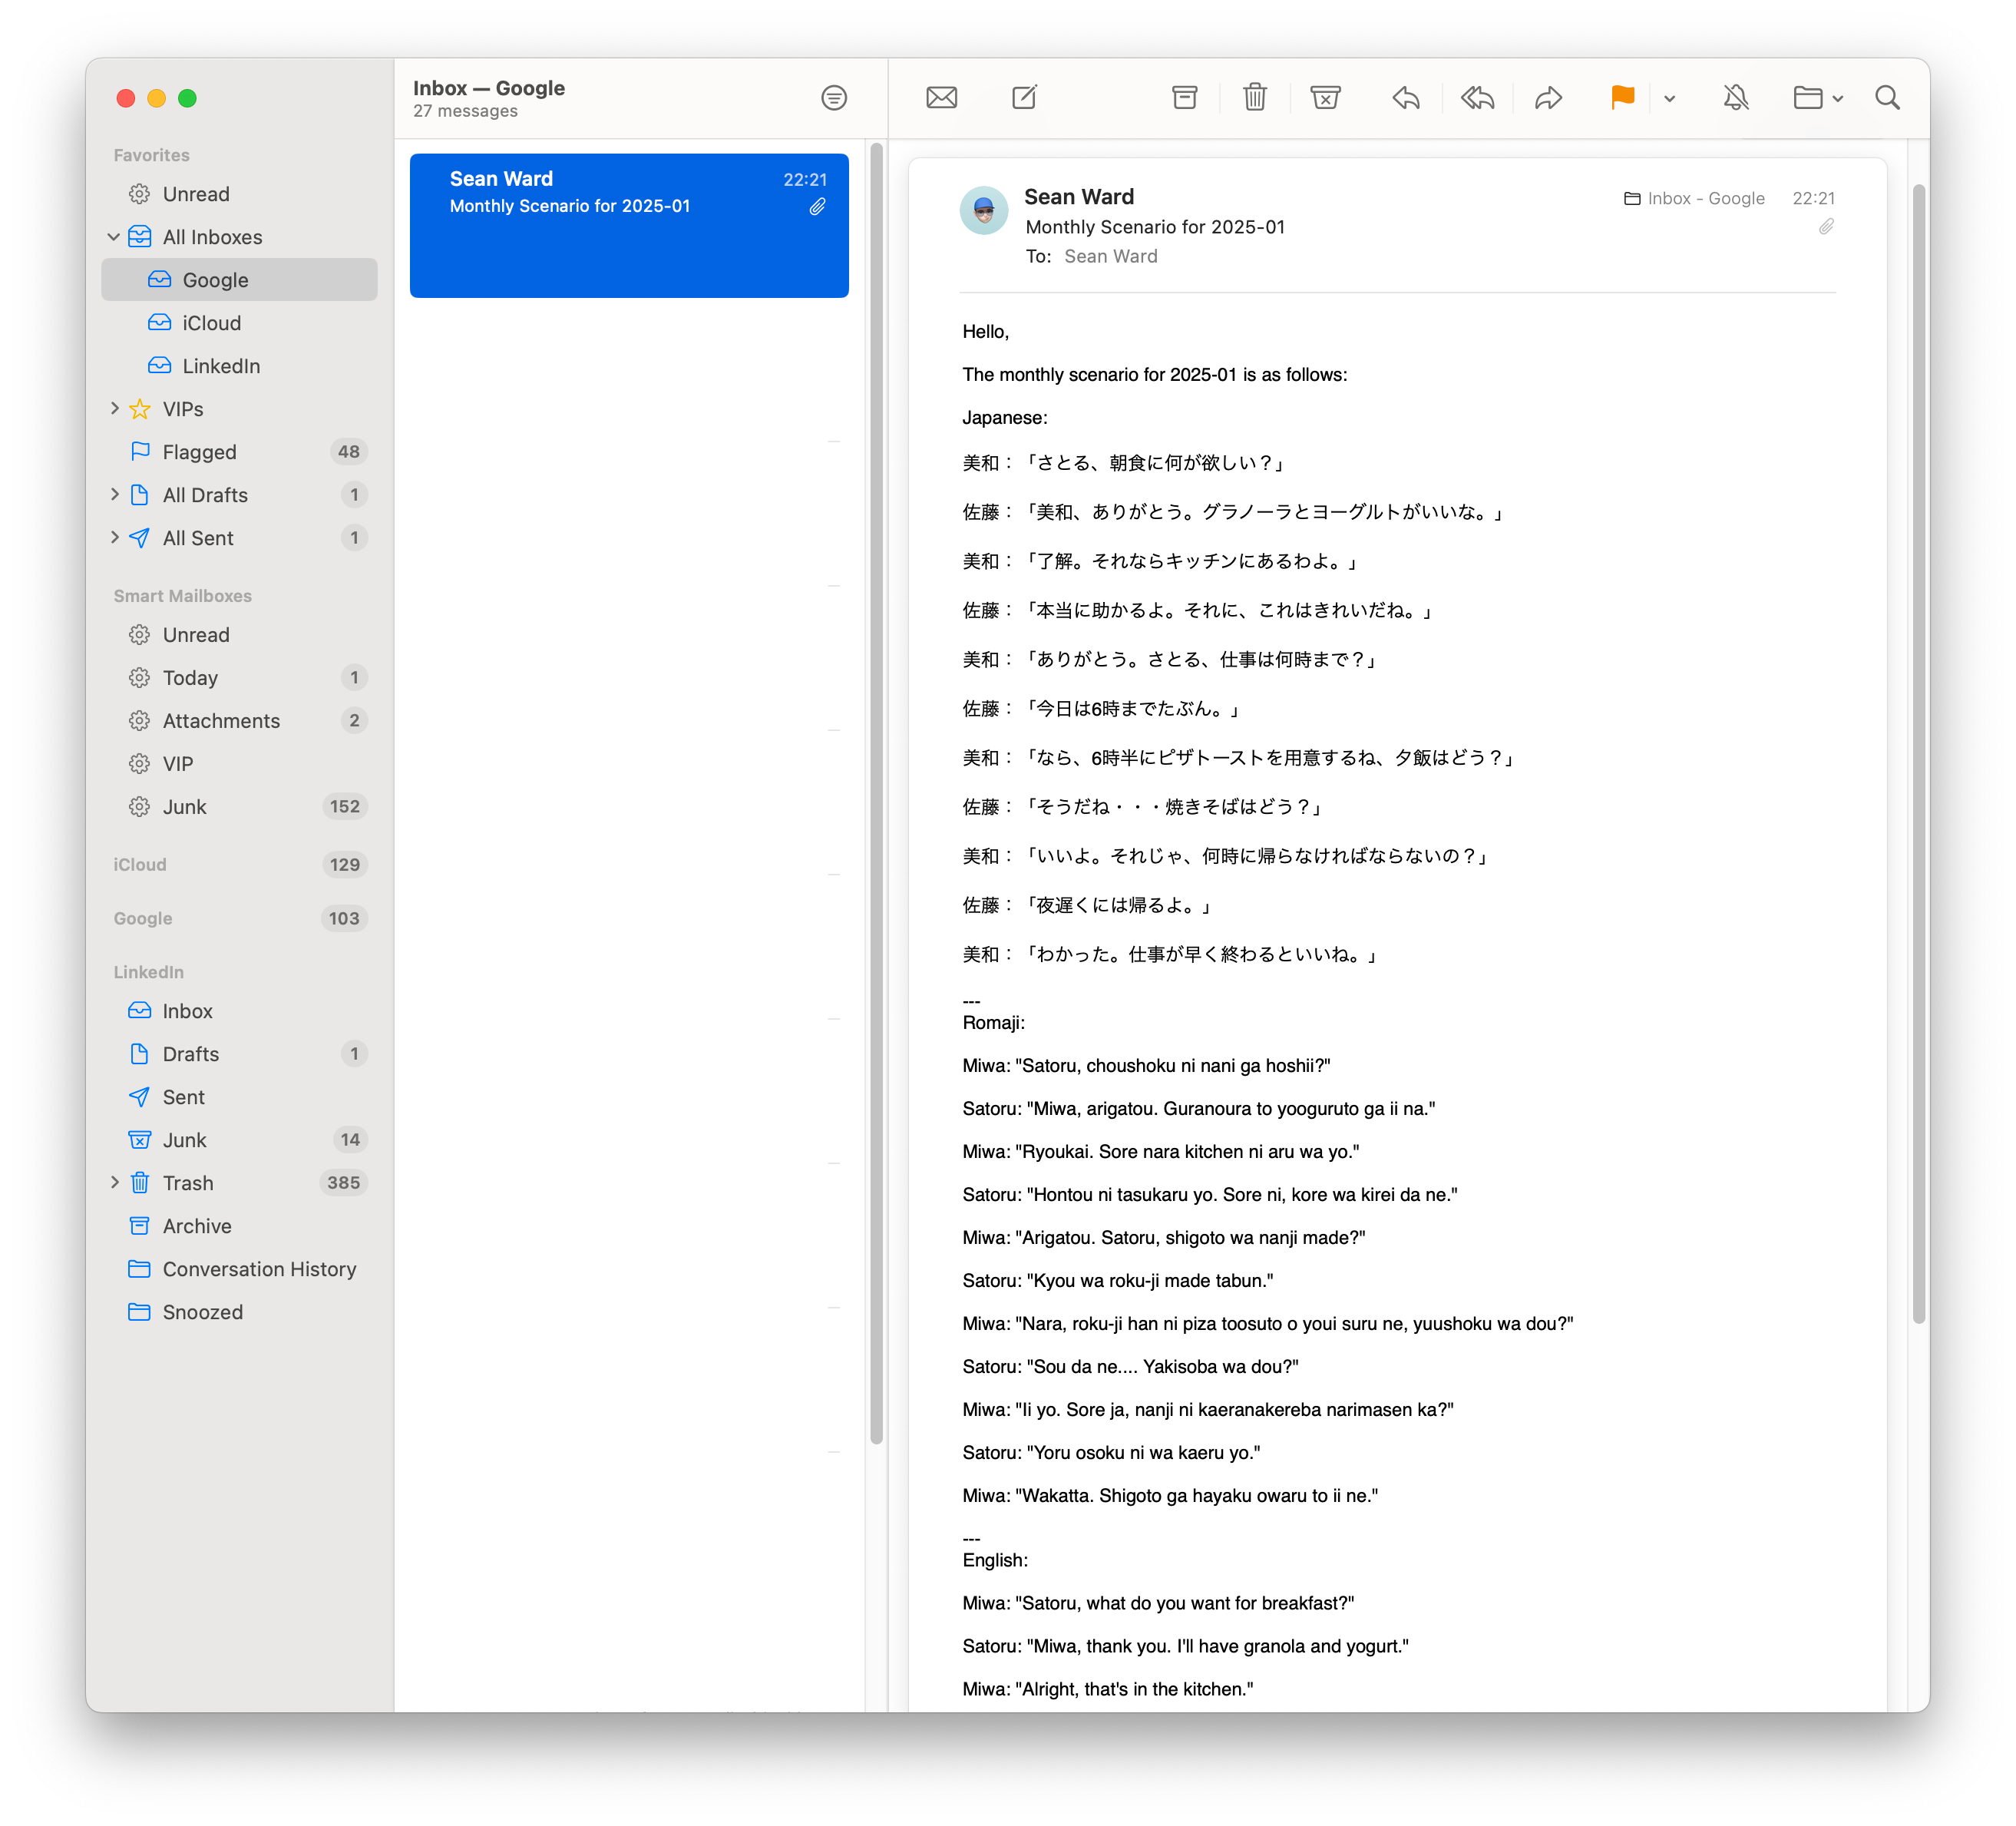 Favorites
Unread
All Inboxes
Google
iCloud
LinkedIn
VIPs
Flagged 48
All Drafts 1
All Sent 1
Smart Mailboxes
Unread
Today 1
Attachments 2
VIP
Junk 152
iCloud 129
Google 103
LinkedIn
Inbox
Drafts 1
Sent
Junk 14
Trash 385
Archive
Conversation History
Snoozed
Inbox — Google
27 messages
Sean Ward 22:21
Monthly Scenario for 2025-01
Sean Ward Inbox - Google 22:21
Monthly Scenario for 2025-01
To: Sean Ward
Hello,
The monthly scenario for 2025-01 is as follows:
Japanese:
美和：「さとる、朝食に何が欲しい？」
佐藤：「美和、ありがとう。グラノーラとヨーグルトがいいな。」
美和：「了解。それならキッチンにあるわよ。」
佐藤：「本当に助かるよ。それに、これはきれいだね。」
美和：「ありがとう。さとる、仕事は何時まで？」
佐藤：「今日は6時までたぶん。」
美和：「なら、6時半にピザトーストを用意するね、夕飯はどう？」
佐藤：「そうだね・・・焼きそばはどう？」
美和：「いいよ。それじゃ、何時に帰らなければならないの？」
佐藤：「夜遅くには帰るよ。」
美和：「わかった。仕事が早く終わるといいね。」
---
Romaji:
Miwa: "Satoru, choushoku ni nani ga hoshii?"
Satoru: "Miwa, arigatou. Guranoura to yooguruto ga ii na."
Miwa: "Ryoukai. Sore nara kitchen ni aru wa yo."
Satoru: "Hontou ni tasukaru yo. Sore ni, kore wa kirei da ne."
Miwa: "Arigatou. Satoru, shigoto wa nanji made?"
Satoru: "Kyou wa roku-ji made tabun."
Miwa: "Nara, roku-ji han ni piza toosuto o youi suru ne, yuushoku wa dou?"
Satoru: "Sou da ne.... Yakisoba wa dou?"
Miwa: "Ii yo. Sore ja, nanji ni kaeranakereba narimasen ka?"
Satoru: "Yoru osoku ni wa kaeru yo."
Miwa: "Wakatta. Shigoto ga hayaku owaru to ii ne."
---
English:
Miwa: "Satoru, what do you want for breakfast?"
Satoru: "Miwa, thank you. I'll have granola and yogurt."
Miwa: "Alright, that's in the kitchen."